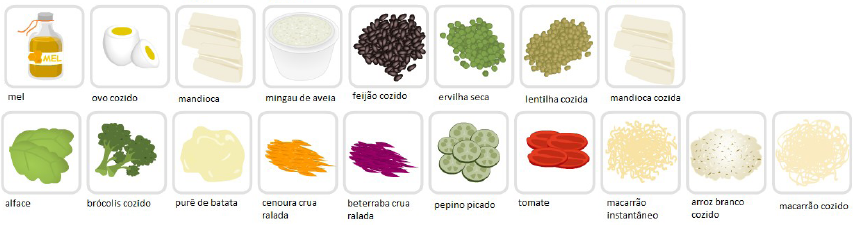 MEL
mel
ovo cozido
mandioca
mingau de aveia
feijão cozido
ervilha seca
lentilha cozida
mandioca cozida
alface
brócolis cozido
purê de batata
cenoura crua
ralada
beterraba crua
ralada
pepino picado
tomate
macarrão
instantâneo
arroz branco
cozido
macarrão cozido